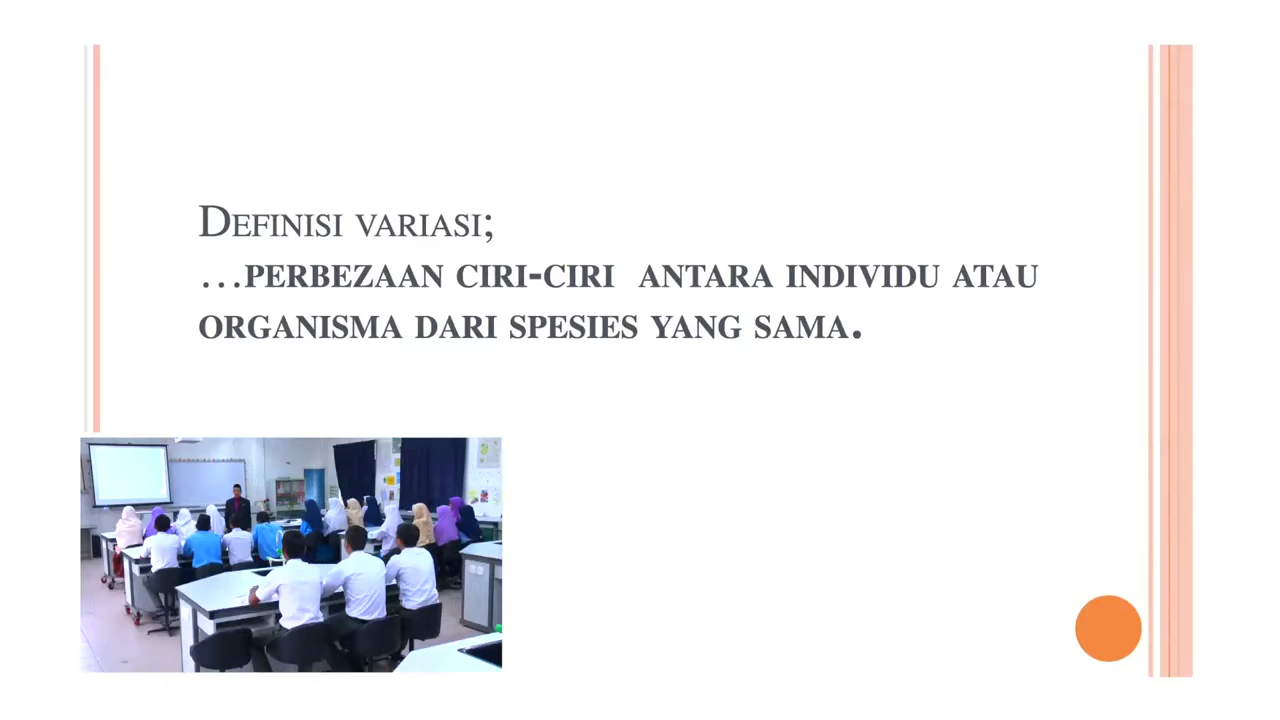 DEFINISI VARIASI;
...PERBEZAAN CIRI-CIRI ANTARA INDIVIDU ATAU
ORGANISMA DARI SPESIES YANG SAMA.